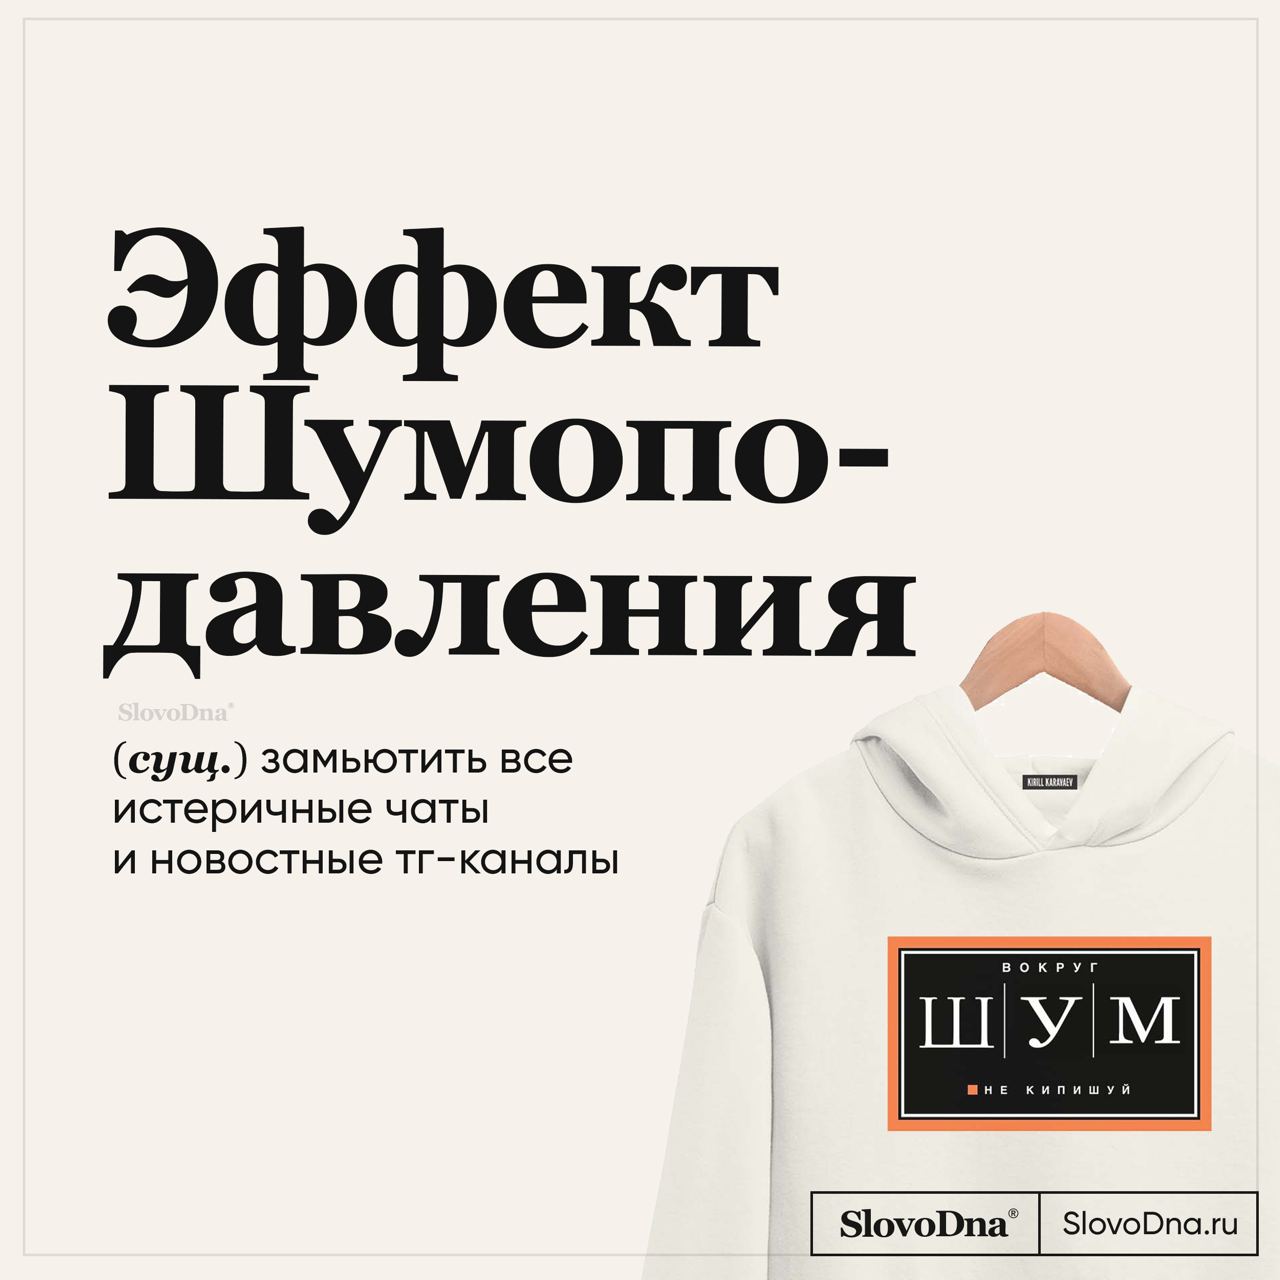 Эффект
Шумопо-
давления
SlovoDna®
(сущ.) замьютить все
истеричные чаты
и новостные тг-каналы
KIRILL KARAVAEV
ВОКРУГ
ШУМ
НЕ КИПИШУЙ
SlovoDna® SlovoDna.ru